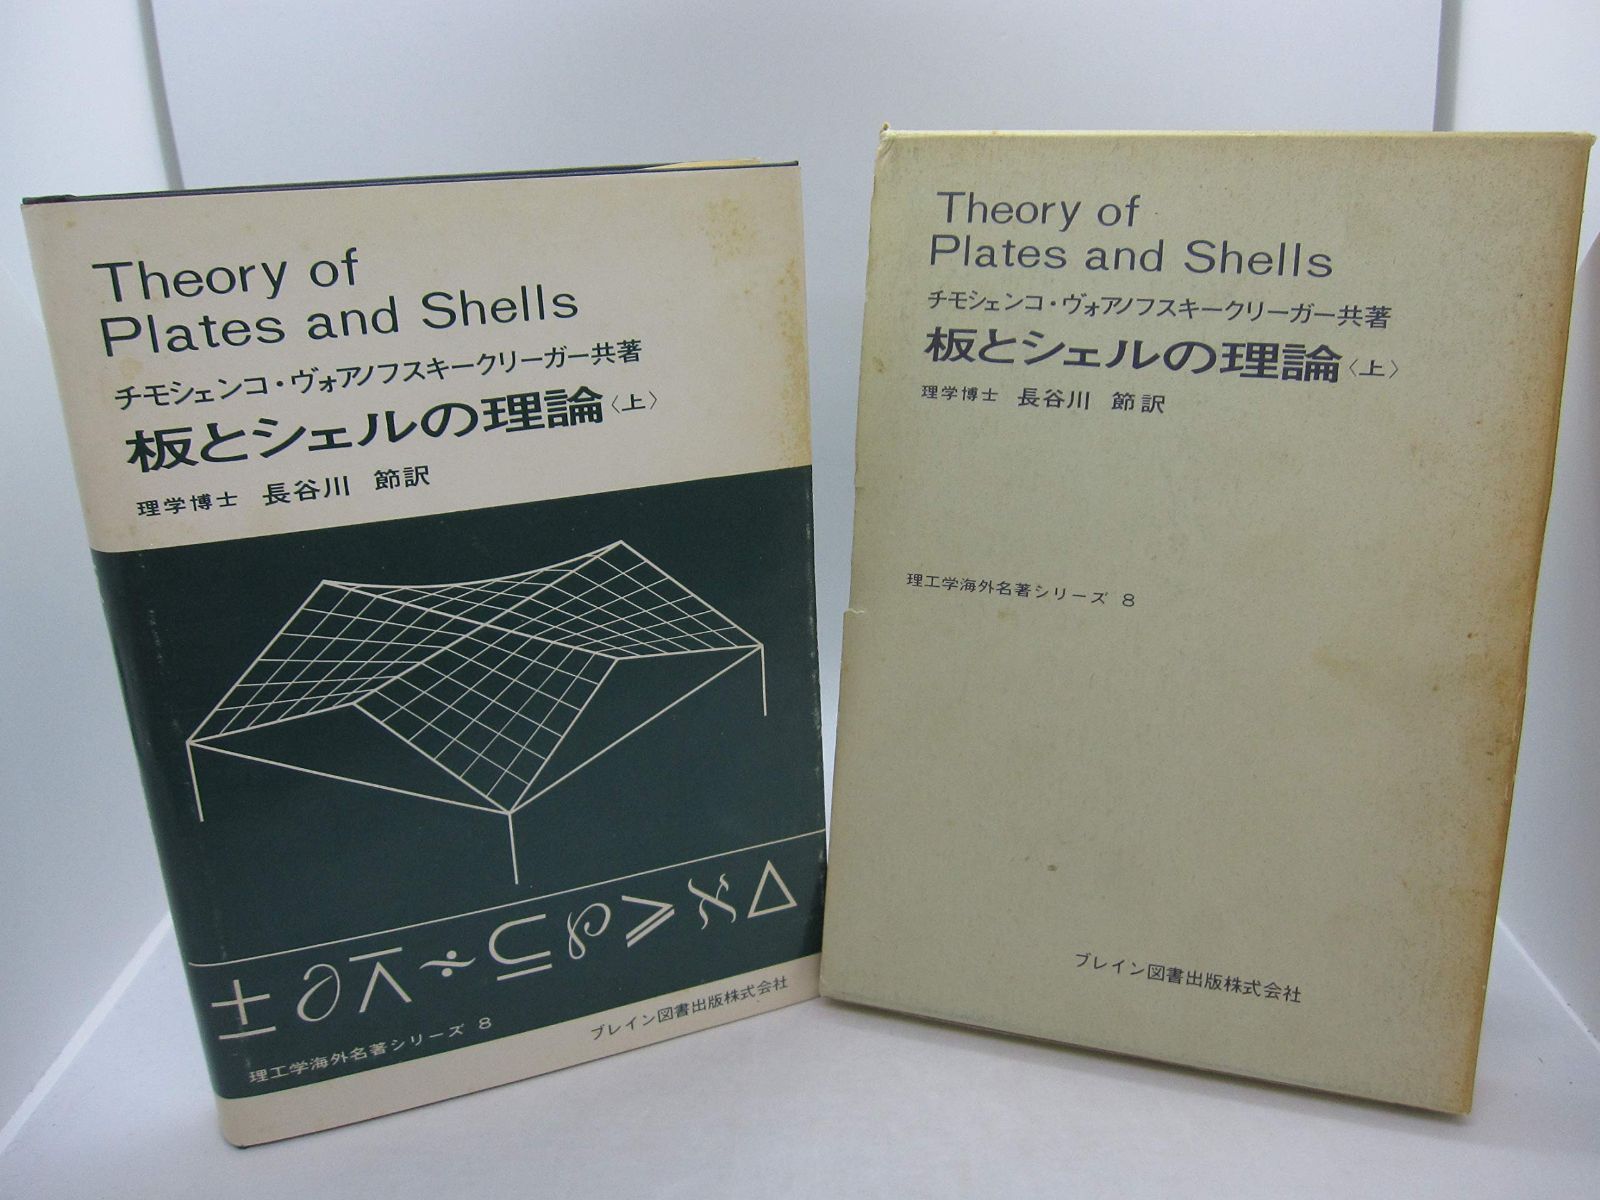 Theory of
Plates and Shells
チモシェンコ・ヴォアノフスキークリーガー共著
板とシェルの理論〈上〉
理学博士 長谷川 節訳
∇ℵ≶α⊆÷~⊻e±
理工学海外名著シリーズ 8
ブレイン図書出版株式会社
Theory of
Plates and Shells
チモシェンコ・ヴォアノフスキークリーガー共著
板とシェルの理論〈上〉
理学博士 長谷川 節訳
理工学海外名著シリーズ 8
ブレイン図書出版株式会社